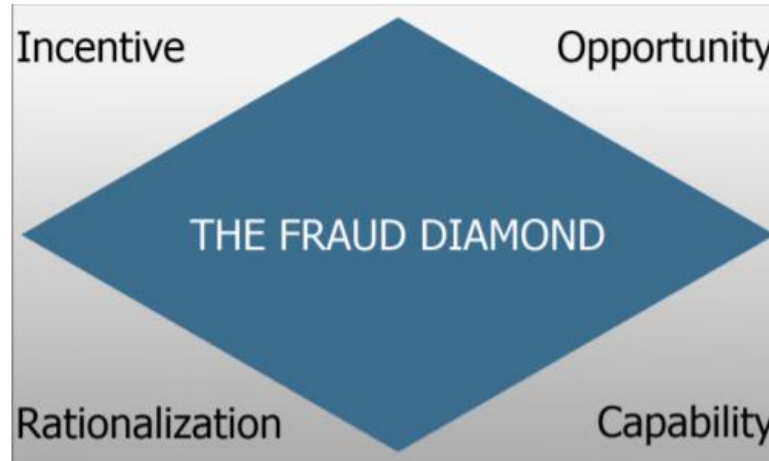 Incentive
Opportunity
THE FRAUD DIAMOND
Rationalization
Capability